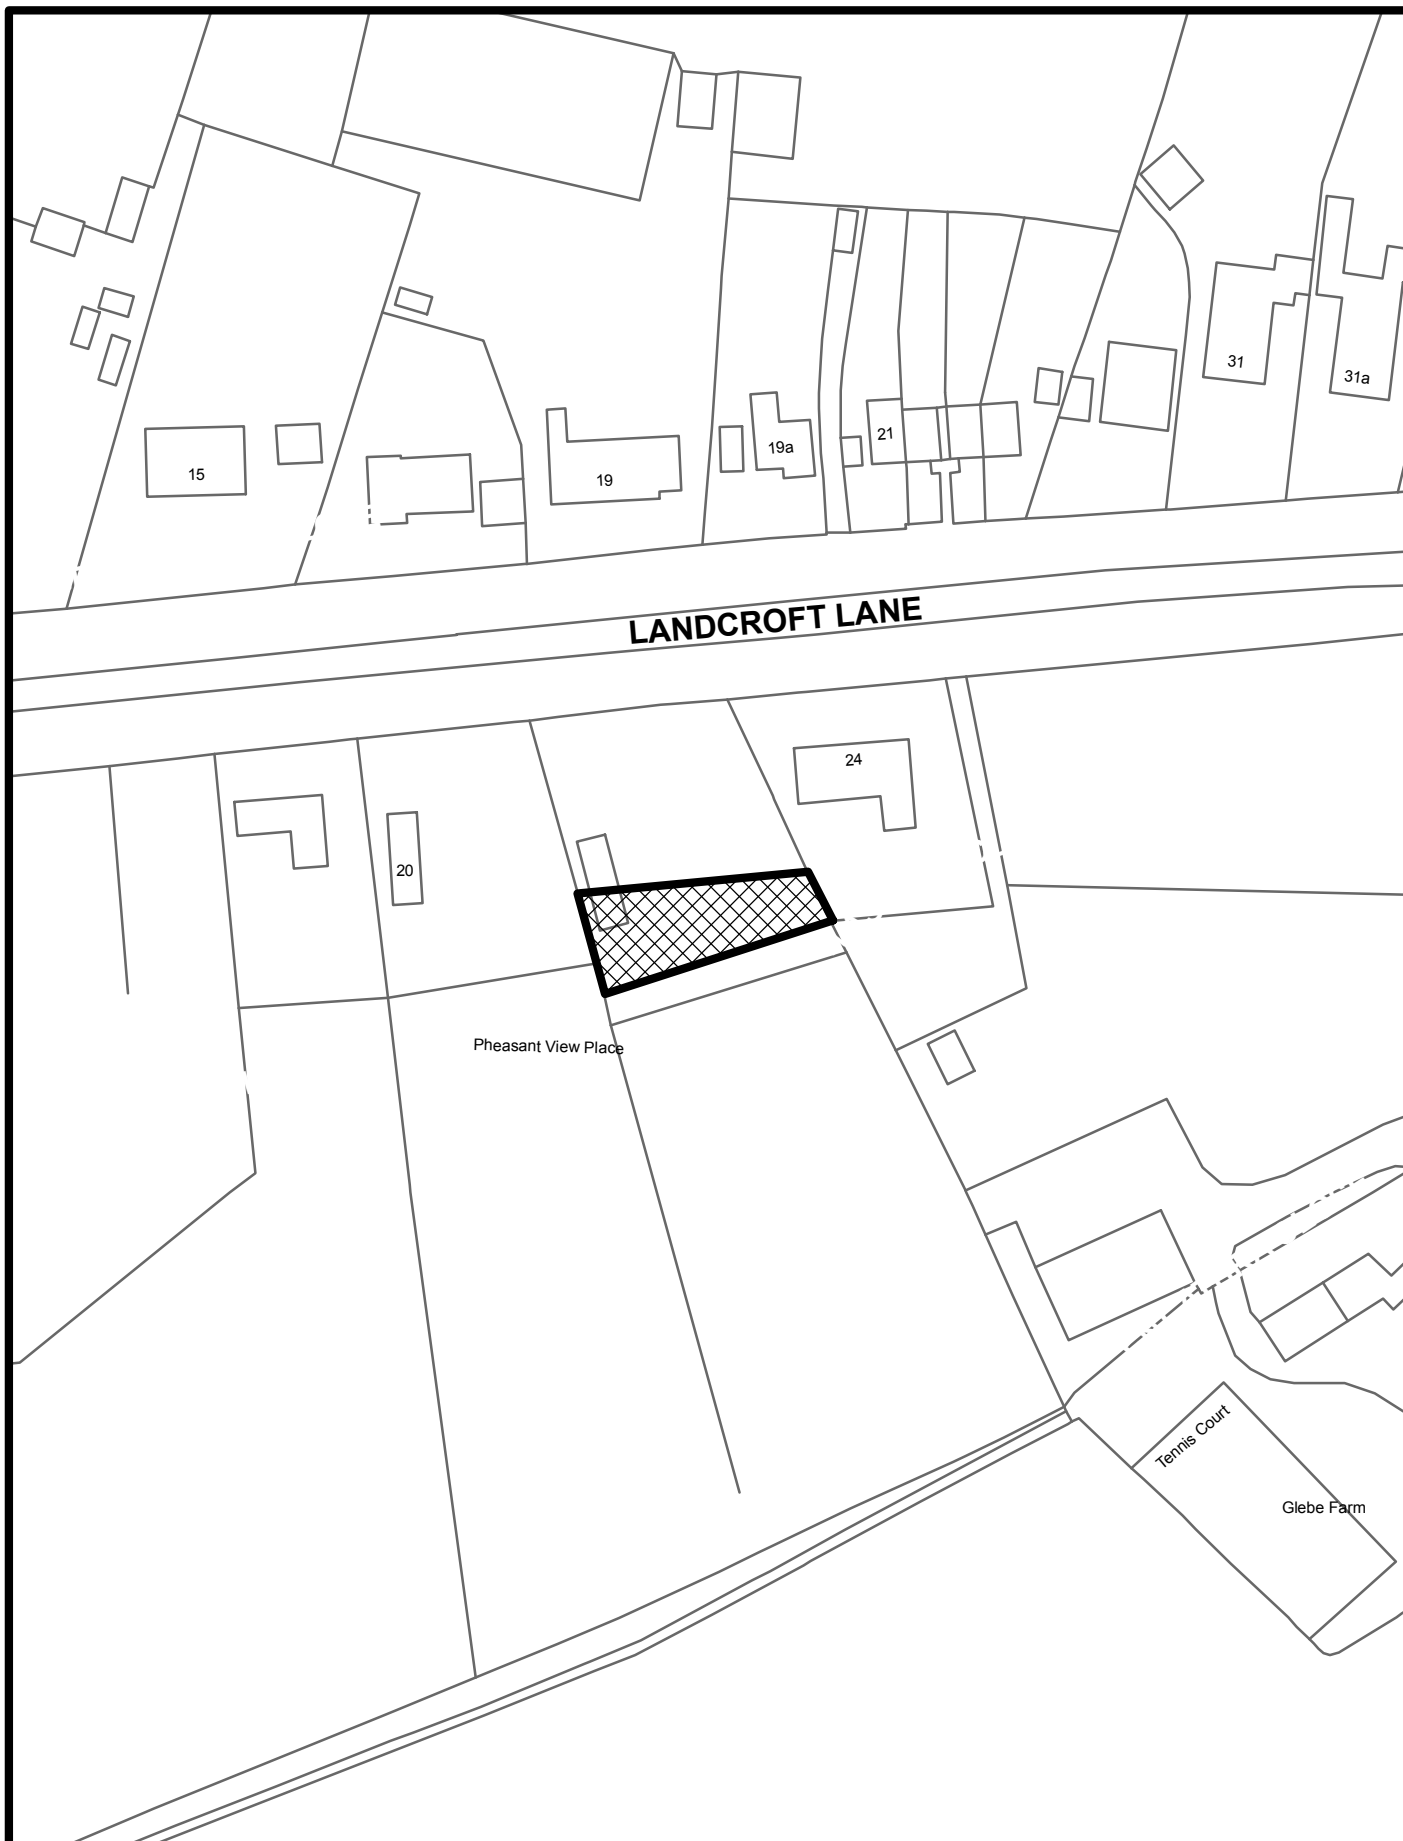 31
31a
21
19a
15
19
LANDCROFT LANE
24
20
Pheasant View Place
Tennis Court
Glebe Farm